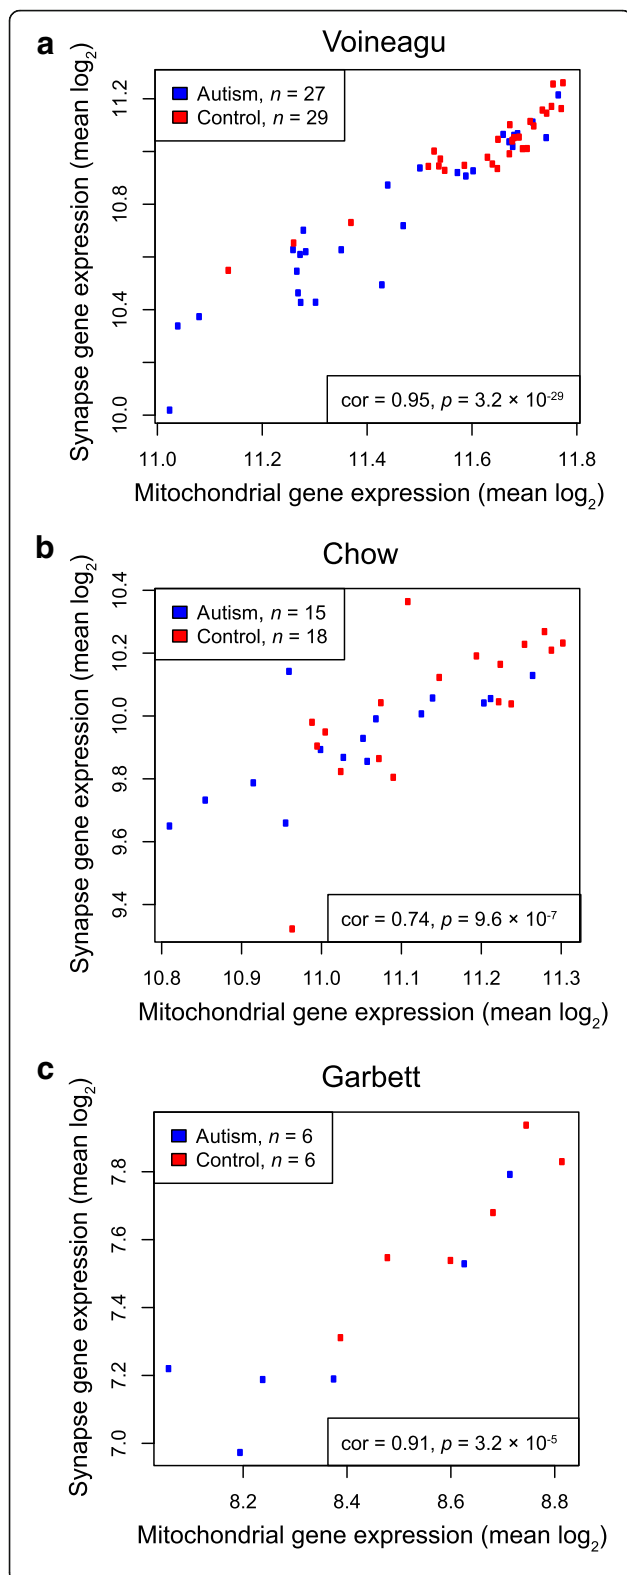 a
Voineagu
Synapse gene expression (mean log2)
11.2
10.8
10.4
10.0
Autism, n = 27
Control, n = 29
cor = 0.95, p = 3.2 × 10-29
11.0 11.2 11.4 11.6 11.8
Mitochondrial gene expression (mean log2)
b
Chow
Synapse gene expression (mean log2)
10.4
10.2
10.0
9.8
9.6
9.4
Autism, n = 15
Control, n = 18
cor = 0.74, p = 9.6 × 10-7
10.8 10.9 11.0 11.1 11.2 11.3
Mitochondrial gene expression (mean log2)
c
Garbett
Synapse gene expression (mean log2)
7.8
7.6
7.4
7.2
7.0
Autism, n = 6
Control, n = 6
cor = 0.91, p = 3.2 × 10-5
8.2 8.4 8.6 8.8
Mitochondrial gene expression (mean log2)